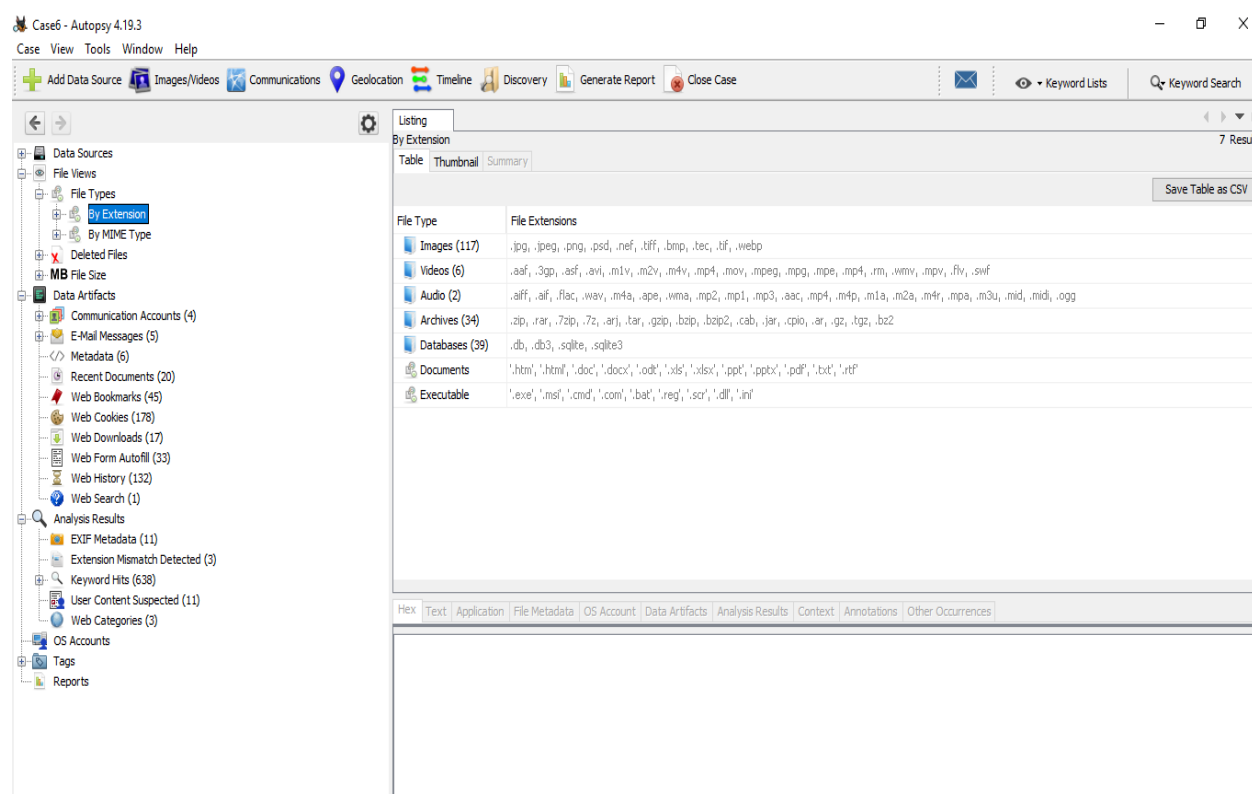 Case6 - Autopsy 4.19.3
Case View Tools Window Help
Add Data Source Images/Videos Communications Geolocation Timeline Discovery Generate Report Close Case Keyword Lists Keyword Search
Listing
By Extension 7 Resu
Table Thumbnail Summary
Save Table as CSV
File Type File Extensions
Images (117) .jpg, .jpeg, .png, .psd, .nef, .tiff, .bmp, .tec, .tif, .webp
Videos (6) .aaf, .3gp, .asf, .avi, .m1v, .m2v, .m4v, .mp4, .mov, .mpeg, .mpg, .mpe, .mp4, .rm, .wmv, .mpv, .flv, .swf
Audio (2) .aiff, .aif, .flac, .wav, .m4a, .ape, .wma, .mp2, .mp1, .mp3, .aac, .mp4, .m4p, .m1a, .m2a, .m4r, .mpa, .m3u, .mid, .midi, .ogg
Archives (34) .zip, .rar, .7zip, .7z, .arj, .tar, .gzip, .bzip, .bzip2, .cab, .jar, .cpio, .ar, .gz, .tgz, .bz2
Databases (39) .db, .db3, .sqlite, .sqlite3
Documents '.htm', '.html', '.doc', '.docx', '.odt', '.xls', '.xlsx', '.ppt', '.pptx', '.pdf', '.txt', '.rtf'
Executable '.exe', '.msi', '.cmd', '.com', '.bat', '.reg', '.scr', '.dll', '.ini'
Data Sources
File Views
File Types
By Extension
By MIME Type
Deleted Files
MB File Size
Data Artifacts
Communication Accounts (4)
E-Mail Messages (5)
Metadata (6)
Recent Documents (20)
Web Bookmarks (45)
Web Cookies (178)
Web Downloads (17)
Web Form Autofill (33)
Web History (132)
Web Search (1)
Analysis Results
EXIF Metadata (11)
Extension Mismatch Detected (3)
Keyword Hits (638)
User Content Suspected (11)
Web Categories (3)
OS Accounts
Tags
Reports
Hex Text Application File Metadata OS Account Data Artifacts Analysis Results Context Annotations Other Occurrences